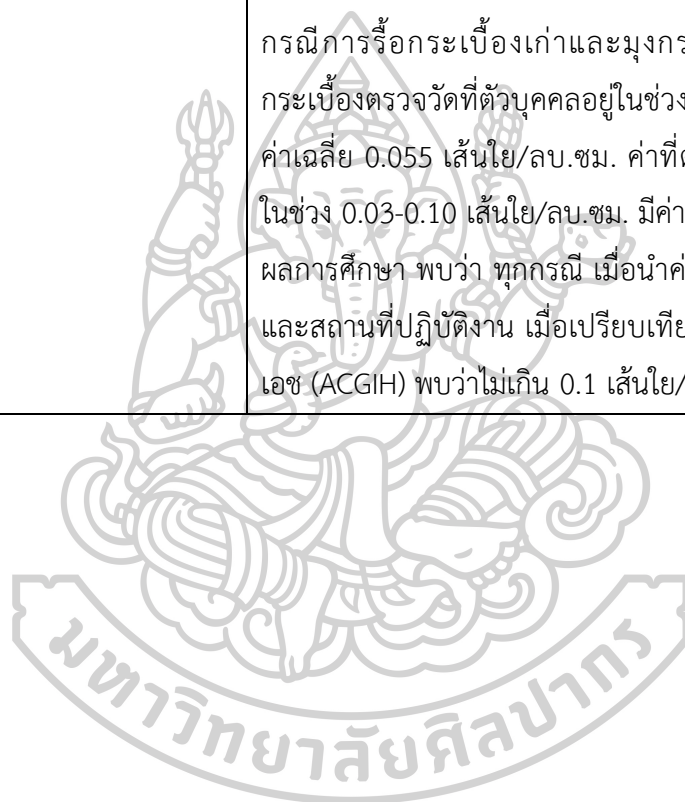 กรณีการรื้อกระเบื้องเก่าและมุงกร
กระเบื้องตรวจวัดที่ตัวบุคคลอยู่ในช่วง
ค่าเฉลี่ย 0.055 เส้นใย/ลบ.ซม. ค่าที่
ในช่วง 0.03-0.10 เส้นใย/ลบ.ซม. มีค่า
ผลการศึกษา พบว่า ทุกกรณี เมื่อนำค่
และสถานที่ปฏิบัติงาน เมื่อเปรียบเทีย
เอช (ACGIH) พบว่าไม่เกิน 0.1 เส้นใย/
มหาวิทยาลัยศิลปากร